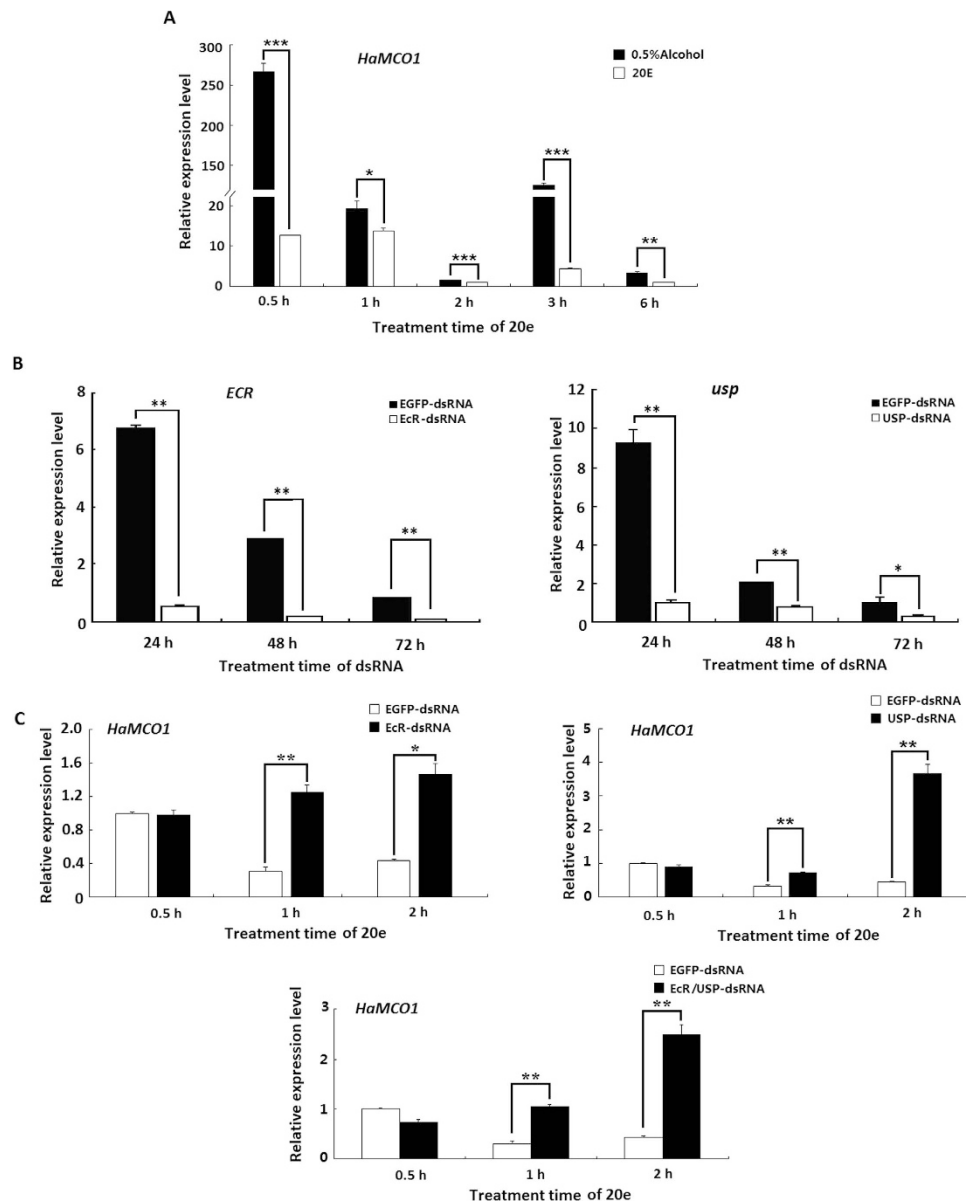 A
HaMCO1
0.5%Alcohol
20E
Relative expression level
300
250
200
150
100
50
20
10
0
***
*
***
***
**
0.5 h 1 h 2 h 3 h 6 h
Treatment time of 20e
B
ECR
EGFP-dsRNA
EcR-dsRNA
Relative expression level
8
6
4
2
0
**
**
**
24 h 48 h 72 h
Treatment time of dsRNA
usp
EGFP-dsRNA
USP-dsRNA
Relative expression level
12
10
8
6
4
2
0
**
**
*
24 h 48 h 72 h
Treatment time of dsRNA
C
HaMCO1
EGFP-dsRNA
EcR-dsRNA
Relative expression level
2.0
1.6
1.2
0.8
0.4
0
**
*
0.5 h 1 h 2 h
Treatment time of 20e
HaMCO1
EGFP-dsRNA
USP-dsRNA
Relative expression level
5
4
3
2
1
0
**
**
0.5 h 1 h 2 h
Treatment time of 20e
HaMCO1
EGFP-dsRNA
EcR/USP-dsRNA
Relative expression level
3
2
1
0
**
**
0.5 h 1 h 2 h
Treatment time of 20e